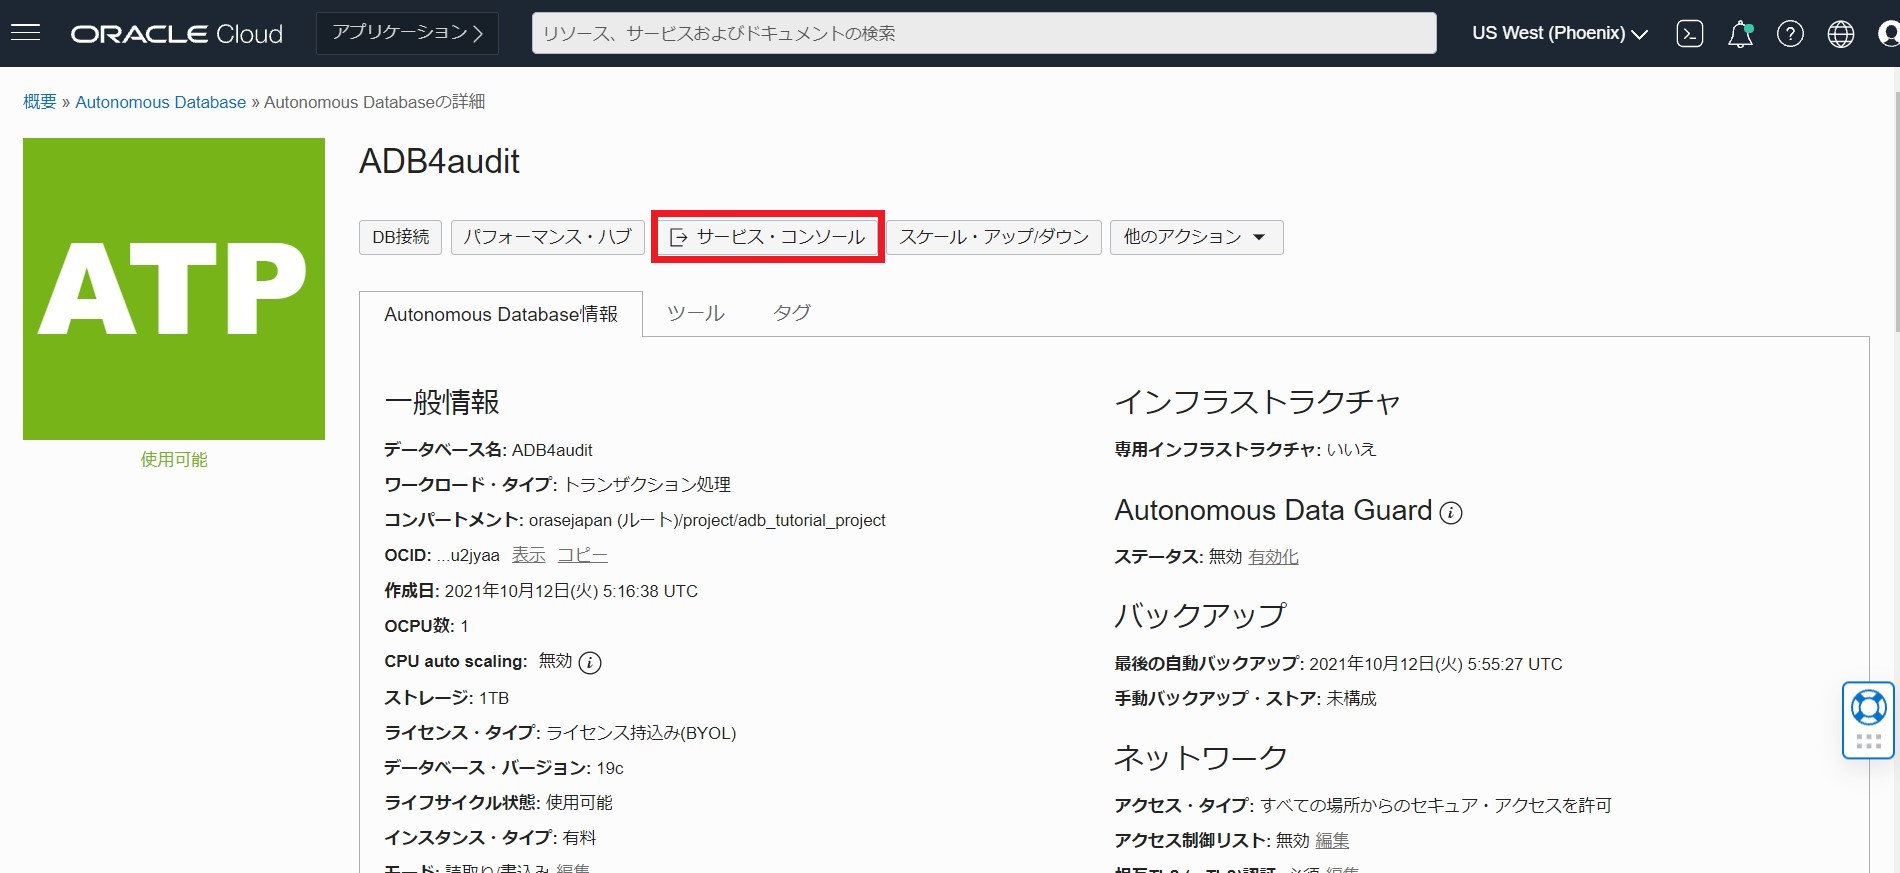 ORACLE Cloud
アプリケーション
リソース、サービスおよびドキュメントの検索
US West (Phoenix)
概要 » Autonomous Database » Autonomous Databaseの詳細
ATP
使用可能
ADB4audit
DB接続
パフォーマンス・ハブ
サービス・コンソール
スケール・アップ/ダウン
他のアクション
Autonomous Database情報
ツール
タグ
一般情報
データベース名: ADB4audit
ワークロード・タイプ: トランザクション処理
コンパートメント: orasejapan (ルート)/project/adb_tutorial_project
OCID: ...u2jyaa 表示 コピー
作成日: 2021年10月12日(火) 5:16:38 UTC
OCPU数: 1
CPU auto scaling: 無効
ストレージ: 1TB
ライセンス・タイプ: ライセンス持込み(BYOL)
データベース・バージョン: 19c
ライフサイクル状態: 使用可能
インスタンス・タイプ: 有料
モード: 読取り/書込み 編集
インフラストラクチャ
専用インフラストラクチャ: いいえ
Autonomous Data Guard
ステータス: 無効 有効化
バックアップ
最後の自動バックアップ: 2021年10月12日(火) 5:55:27 UTC
手動バックアップ・ストア: 未構成
ネットワーク
アクセス・タイプ: すべての場所からのセキュア・アクセスを許可
アクセス制御リスト: 無効 編集